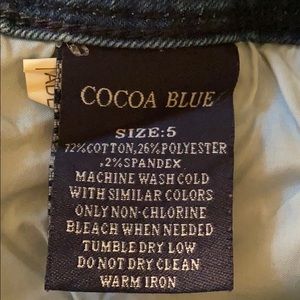 COCOA BLUE
SIZE:5
72%COTTON,26%POLYESTER
,2%SPANDEX
MACHINE WASH COLD
WITH SIMILAR COLORS
ONLY NON-CHLORINE
BLEACH WHEN NEEDED
TUMBLE DRY LOW
DO NOT DRY CLEAN
WARM IRON